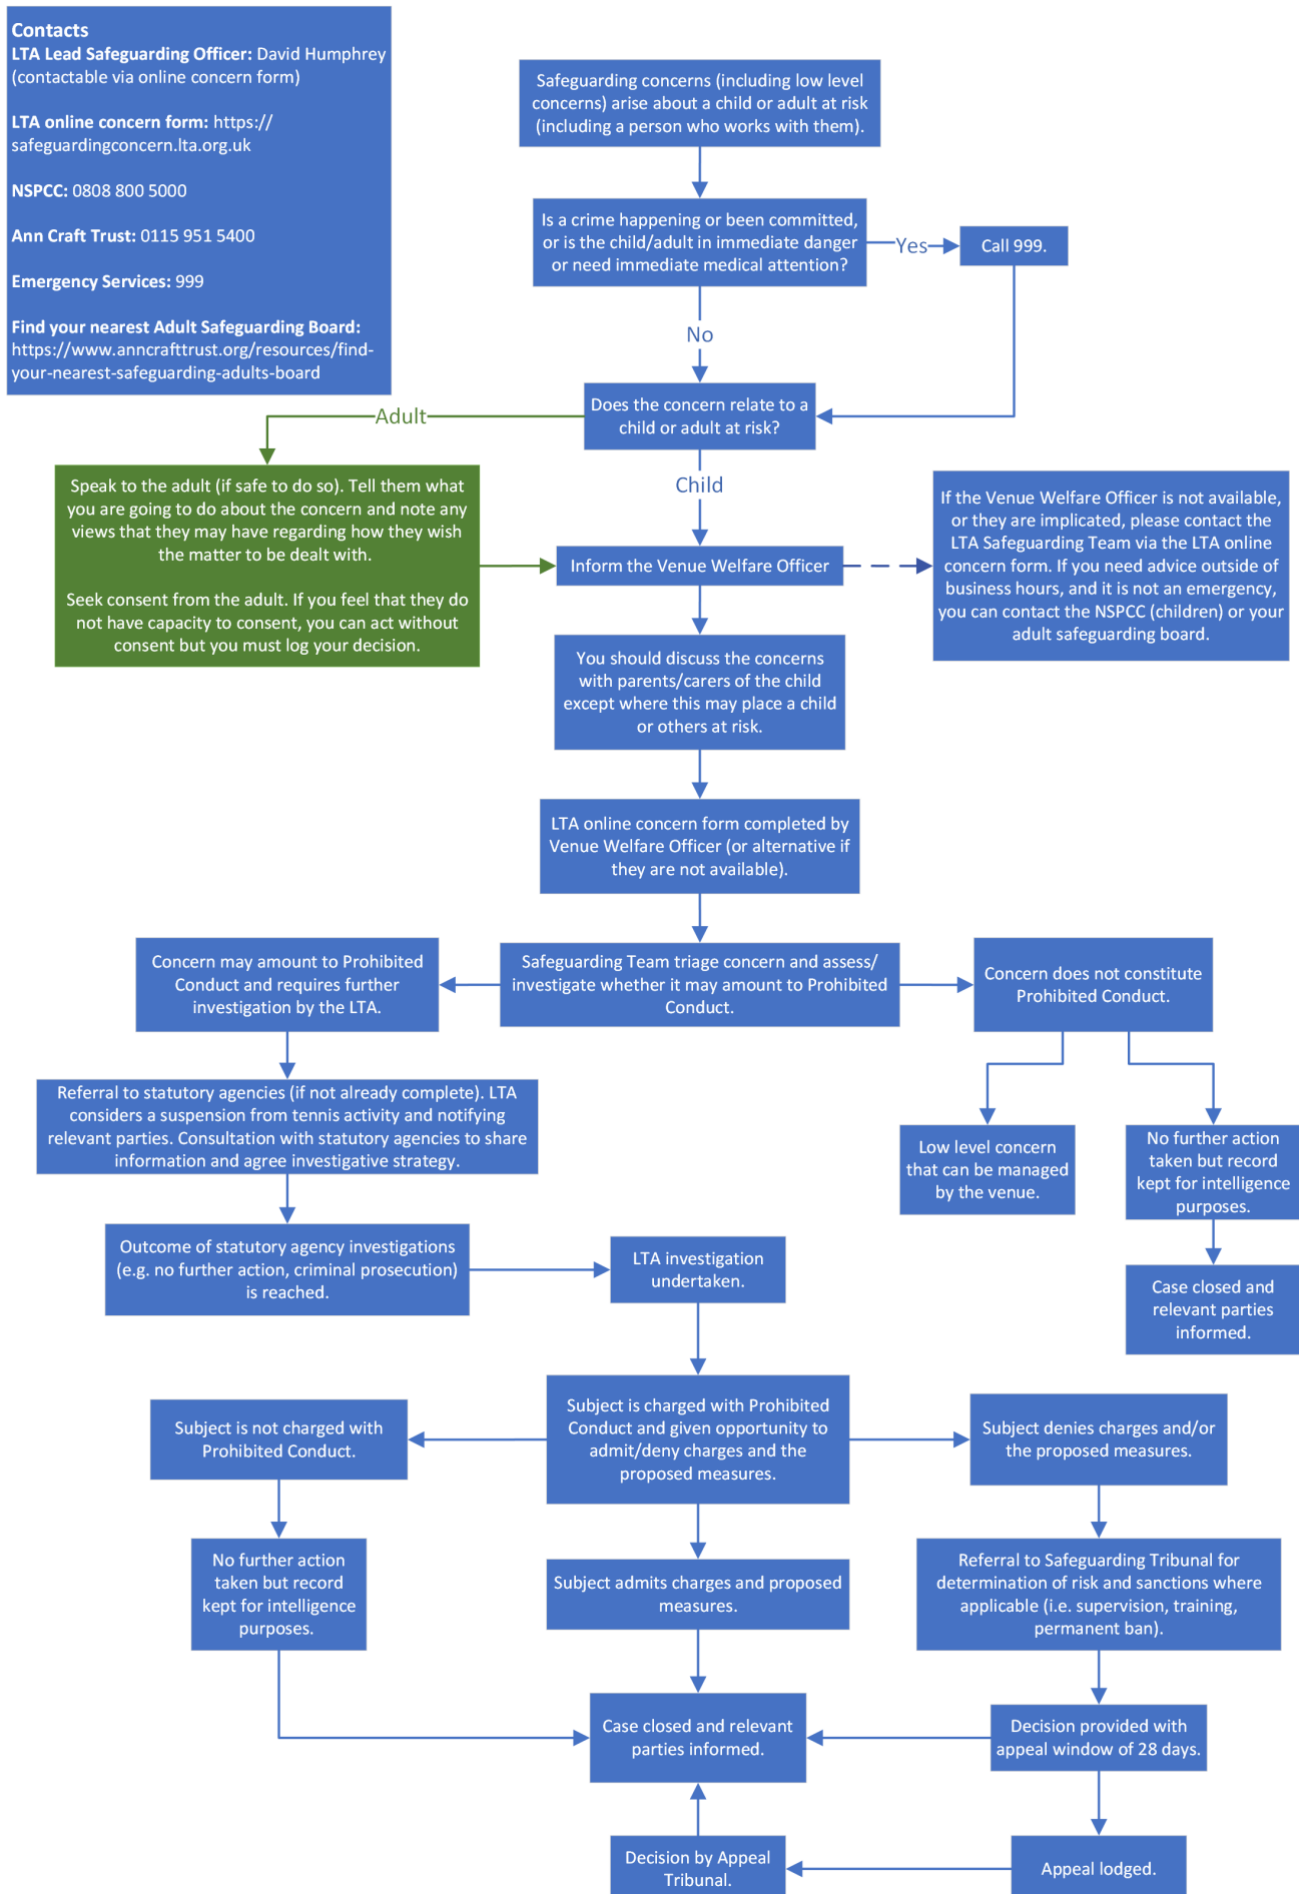 Contacts
LTA Lead Safeguarding Officer: David Humphrey
(contactable via online concern form)
LTA online concern form: https://
safeguardingconcern.lta.org.uk
NSPCC: 0808 800 5000
Ann Craft Trust: 0115 951 5400
Emergency Services: 999
Find your nearest Adult Safeguarding Board:
https://www.anncrafttrust.org/resources/find-
your-nearest-safeguarding-adults-board
Safeguarding concerns (including low level
concerns) arise about a child or adult at risk
(including a person who works with them).
Is a crime happening or been committed,
or is the child/adult in immediate danger
or need immediate medical attention?
Yes
Call 999.
No
Does the concern relate to a
child or adult at risk?
Adult
Speak to the adult (if safe to do so). Tell them what
you are going to do about the concern and note any
views that they may have regarding how they wish
the matter to be dealt with.
Seek consent from the adult. If you feel that they do
not have capacity to consent, you can act without
consent but you must log your decision.
Child
Inform the Venue Welfare Officer
If the Venue Welfare Officer is not available,
or they are implicated, please contact the
LTA Safeguarding Team via the LTA online
concern form. If you need advice outside of
business hours, and it is not an emergency,
you can contact the NSPCC (children) or your
adult safeguarding board.
You should discuss the concerns
with parents/carers of the child
except where this may place a child
or others at risk.
LTA online concern form completed by
Venue Welfare Officer (or alternative if
they are not available).
Safeguarding Team triage concern and assess/
investigate whether it may amount to Prohibited
Conduct.
Concern may amount to Prohibited
Conduct and requires further
investigation by the LTA.
Concern does not constitute
Prohibited Conduct.
Referral to statutory agencies (if not already complete). LTA
considers a suspension from tennis activity and notifying
relevant parties. Consultation with statutory agencies to share
information and agree investigative strategy.
Low level concern
that can be managed
by the venue.
No further action
taken but record
kept for intelligence
purposes.
Outcome of statutory agency investigations
(e.g. no further action, criminal prosecution)
is reached.
LTA investigation
undertaken.
Case closed and
relevant parties
informed.
Subject is not charged with
Prohibited Conduct.
Subject is charged with Prohibited
Conduct and given opportunity to
admit/deny charges and the
proposed measures.
Subject denies charges and/or
the proposed measures.
No further action
taken but record
kept for intelligence
purposes.
Subject admits charges and proposed
measures.
Referral to Safeguarding Tribunal for
determination of risk and sanctions where
applicable (i.e. supervision, training,
permanent ban).
Case closed and relevant
parties informed.
Decision provided with
appeal window of 28 days.
Decision by Appeal
Tribunal.
Appeal lodged.